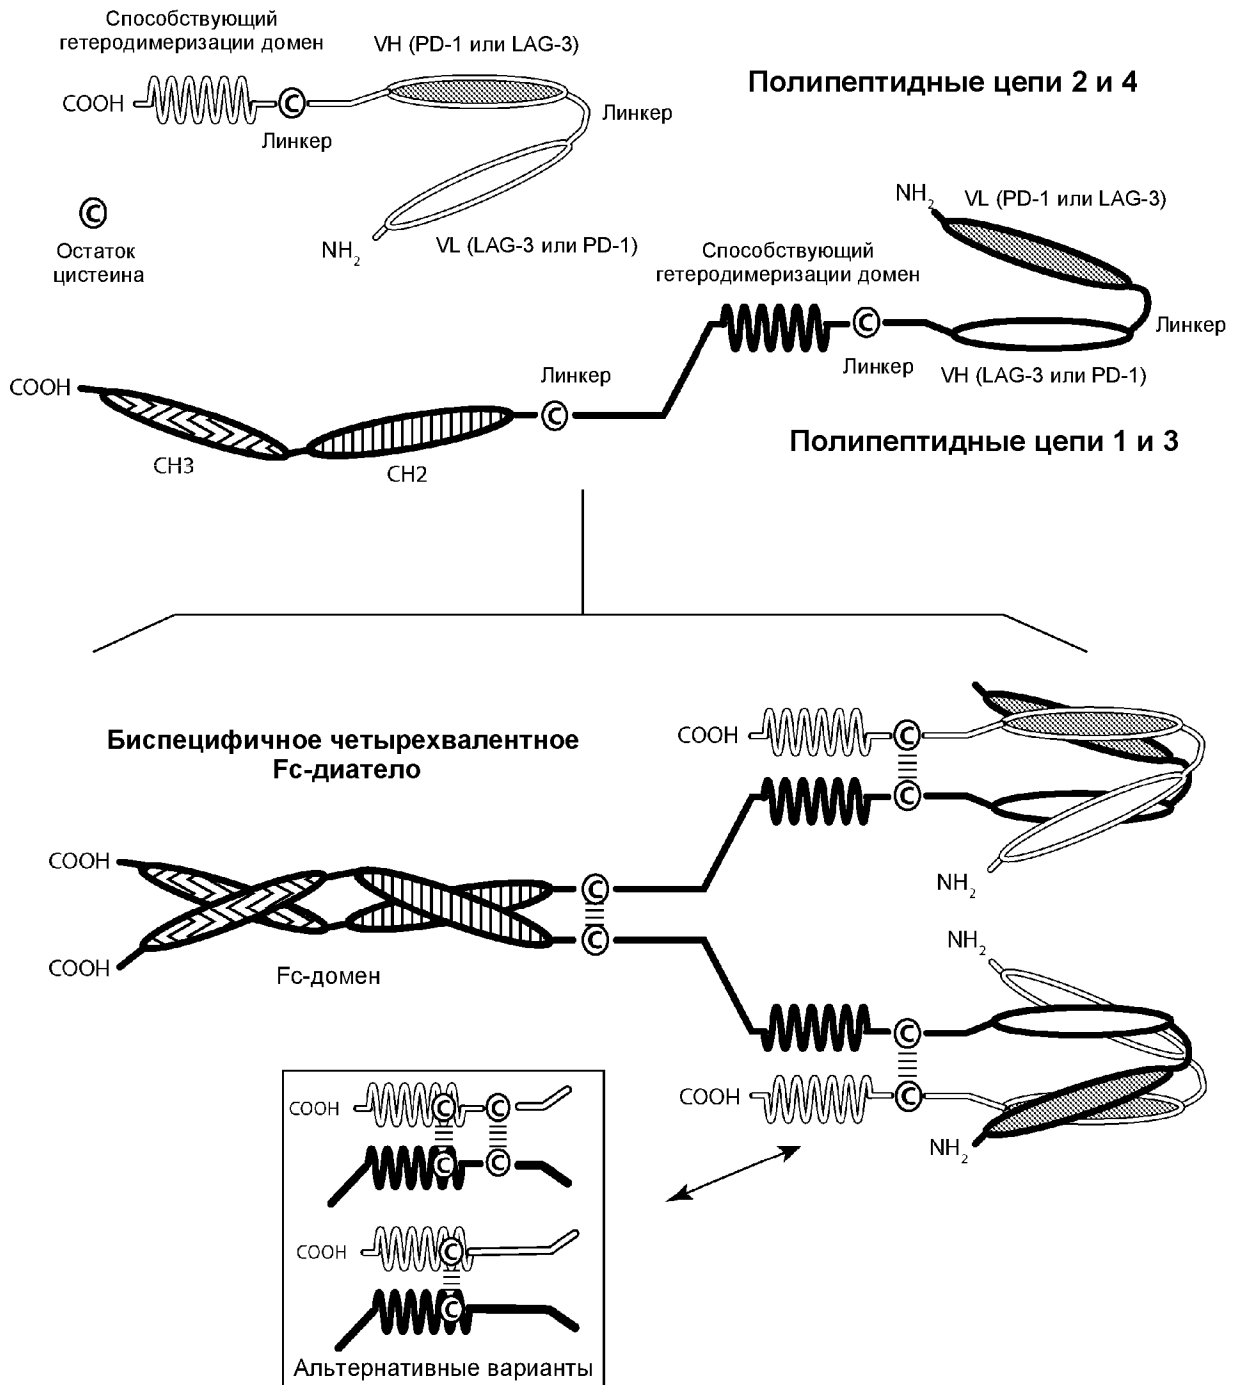 Способствующий
гетеродимеризации домен
VH (PD-1 или LAG-3)
Полипептидные цепи 2 и 4
COOH
C
Линкер
Линкер
NH2
VL (PD-1 или LAG-3)
C
Остаток
цистеина
NH2
VL (LAG-3 или PD-1)
Способствующий
гетеродимеризации домен
C
Линкер
Линкер
VH (LAG-3 или PD-1)
COOH
Линкер
C
CH3
CH2
Полипептидные цепи 1 и 3
Биспецифичное четырехвалентное
Fc-диатело
COOH
C
C
NH2
COOH
C
C
COOH
Fc-домен
NH2
C
COOH
C
NH2
COOH
C
C
C
C
COOH
C
C
Альтернативные варианты